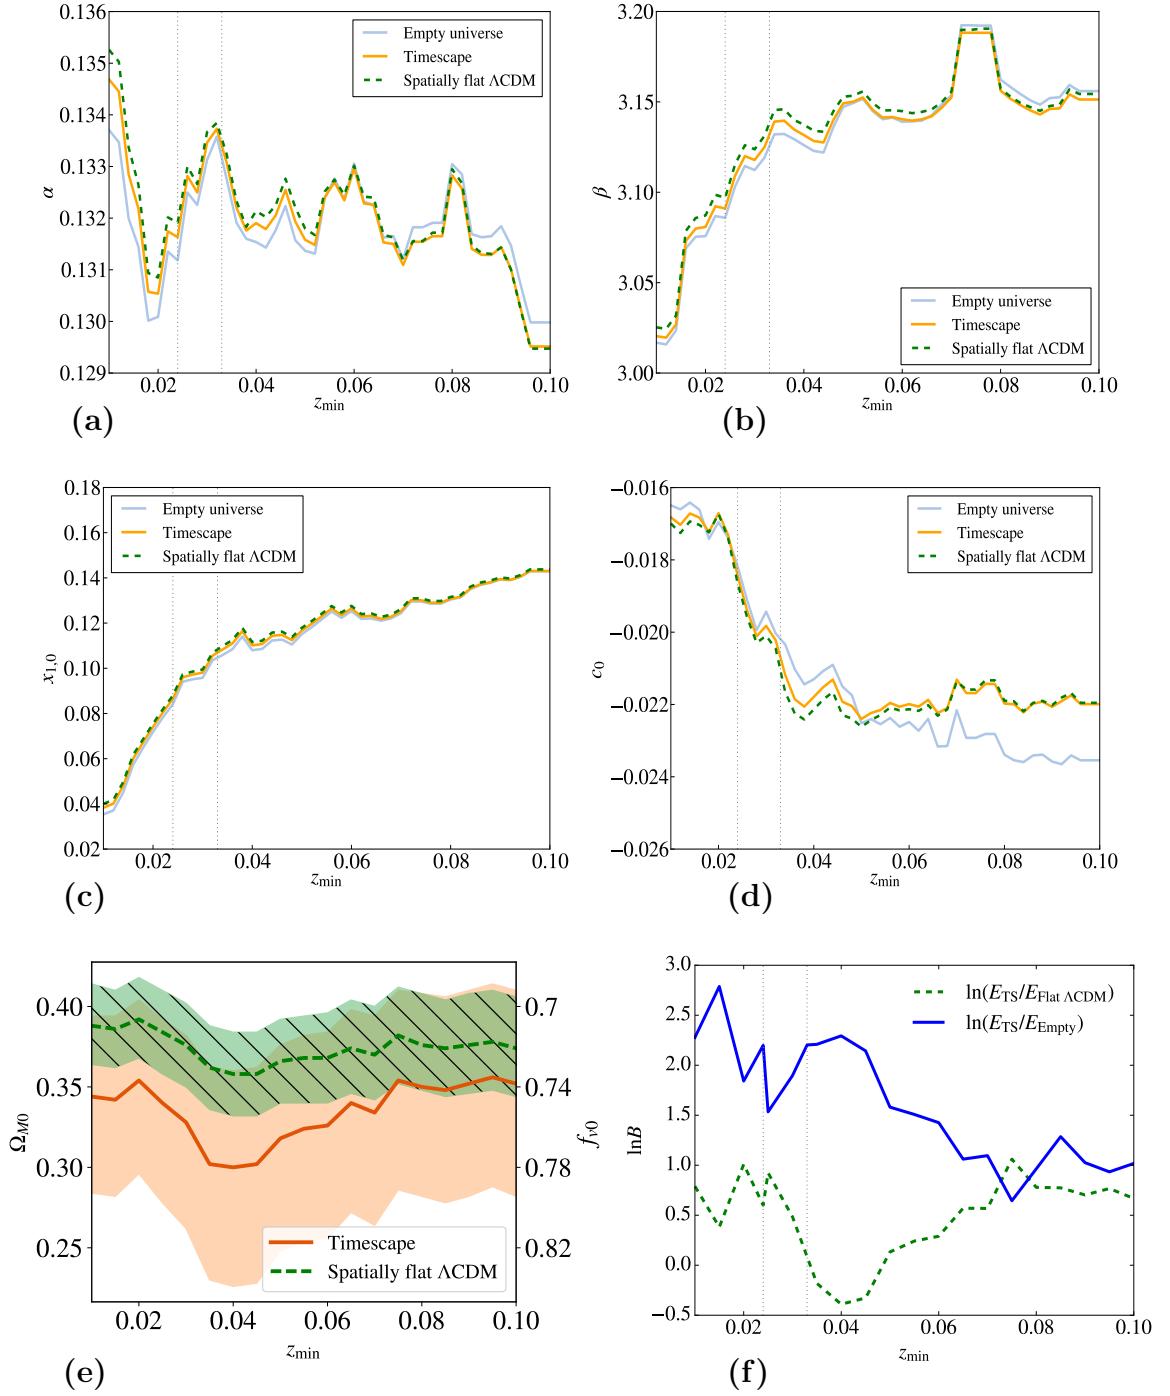 0.136
0.135
0.134
0.133
0.132
0.131
0.130
0.129
α
Empty universe
Timescape
Spatially flat ΛCDM
0.02 0.04 0.06 0.08 0.10
z_min
(a)
3.20
3.15
3.10
3.05
3.00
β
Empty universe
Timescape
Spatially flat ΛCDM
0.02 0.04 0.06 0.08 0.10
z_min
(b)
0.18
0.16
0.14
0.12
0.10
0.08
0.06
0.04
0.02
x_{1,0}
Empty universe
Timescape
Spatially flat ΛCDM
0.02 0.04 0.06 0.08 0.10
z_min
(c)
−0.016
−0.018
−0.020
−0.022
−0.024
−0.026
c_0
Empty universe
Timescape
Spatially flat ΛCDM
0.02 0.04 0.06 0.08 0.10
z_min
(d)
0.40
0.35
0.30
0.25
Ω_{M0}
0.7
0.74
0.78
0.82
f_{v0}
Timescape
Spatially flat ΛCDM
0.02 0.04 0.06 0.08 0.10
z_min
(e)
3.0
2.5
2.0
1.5
1.0
0.5
0.0
−0.5
lnB
ln(E_TS/E_Flat ΛCDM)
ln(E_TS/E_Empty)
0.02 0.04 0.06 0.08 0.10
z_min
(f)